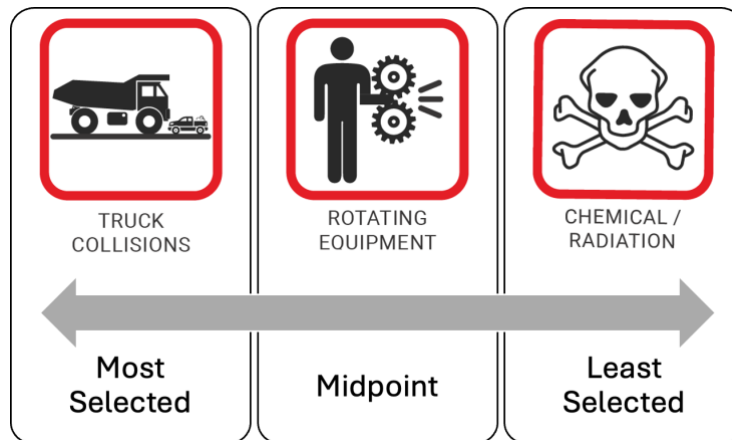 TRUCK
COLLISIONS
ROTATING
EQUIPMENT
CHEMICAL /
RADIATION
Most
Selected
Midpoint
Least
Selected